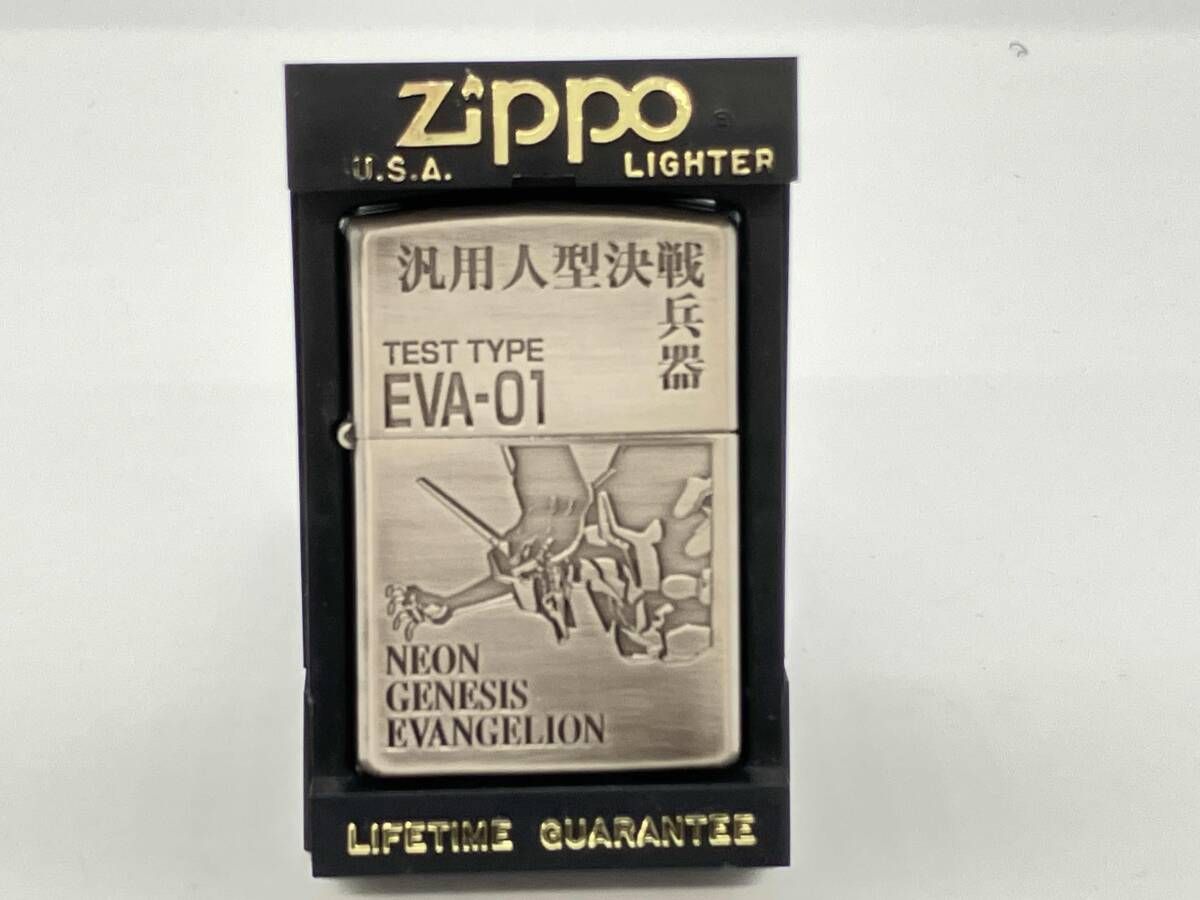 Zippo
U.S.A. LIGHTER
汎用人型決戦
兵
器
TEST TYPE
EVA-01
NEON
GENESIS
EVANGELION
LIFETIME GUARANTEE